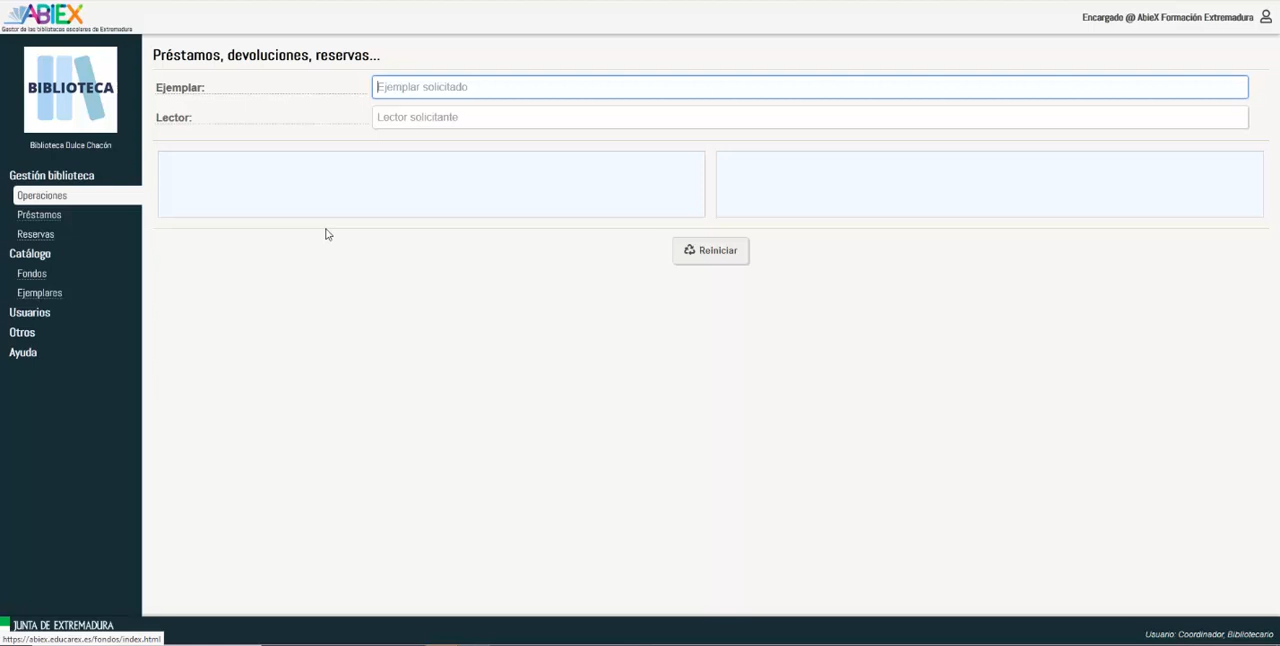 ABIEX
Gestor de las bibliotecas escolares de Extremadura
Encargado @ AbieX Formación Extremadura
BIBLIOTECA
Biblioteca Dulce Chacón
Gestión biblioteca
Operaciones
Préstamos
Reservas
Catálogo
Fondos
Ejemplares
Usuarios
Otros
Ayuda
Préstamos, devoluciones, reservas...
Ejemplar:
Ejemplar solicitado
Lector:
Lector solicitante
Reiniciar
JUNTA DE EXTREMADURA
https://abiex.educarex.es/fondos/index.html
Usuario: Coordinador, Bibliotecario